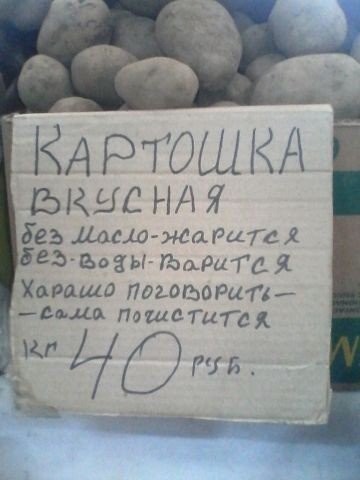 КАРТОШКА
ВКУСНАЯ
без масло-жарится
без-воды-варится
Харашо поговорить-
-сама почистится
кг 40 руб.